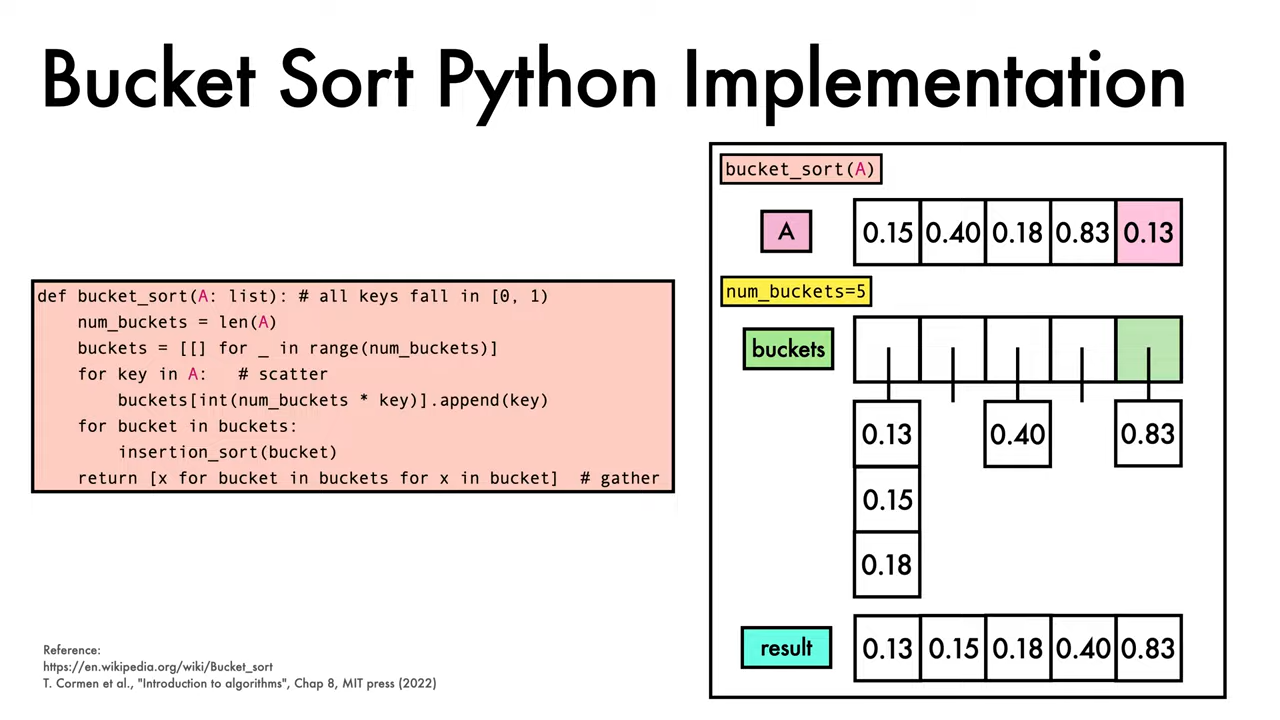 Bucket Sort Python Implementation
def bucket_sort(A: list): # all keys fall in [0, 1)
    num_buckets = len(A)
    buckets = [[] for _ in range(num_buckets)]
    for key in A:   # scatter
        buckets[int(num_buckets * key)].append(key)
    for bucket in buckets:
        insertion_sort(bucket)
    return [x for bucket in buckets for x in bucket]  # gather
Reference:
https://en.wikipedia.org/wiki/Bucket_sort
T. Cormen et al., "Introduction to algorithms", Chap 8, MIT press (2022)
bucket_sort(A)
A 0.15 0.40 0.18 0.83 0.13
num_buckets=5
buckets
0.13 0.40 0.83
0.15
0.18
result 0.13 0.15 0.18 0.40 0.83